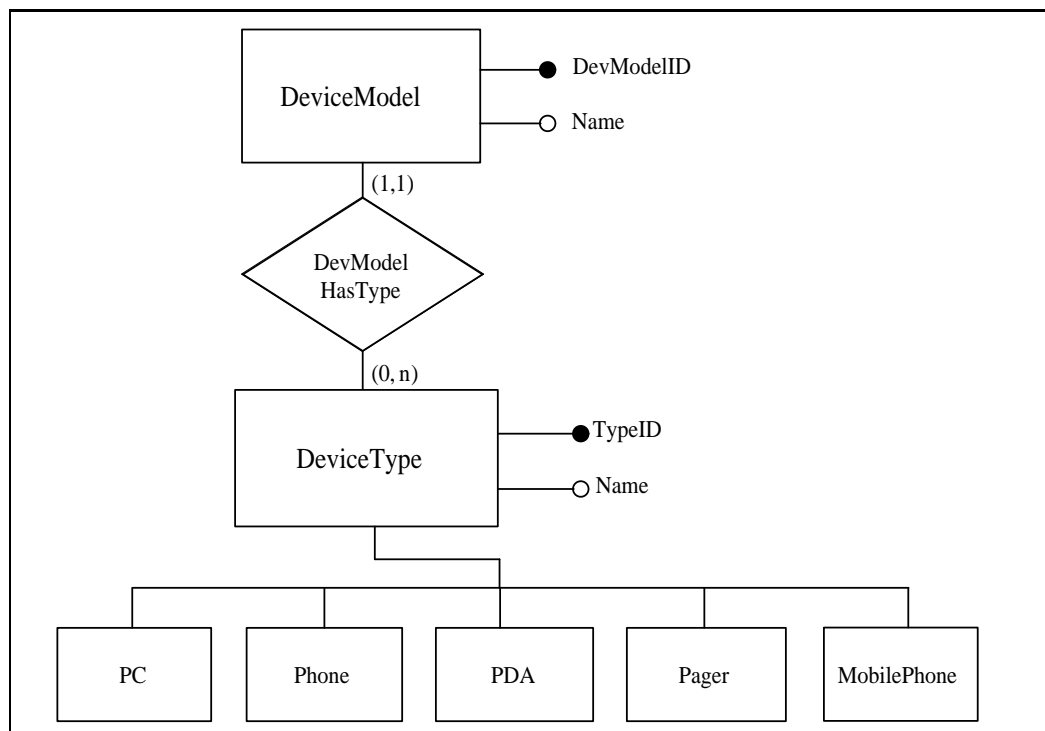 DeviceModel
DevModelID
Name
(1,1)
DevModel
HasType
(0, n)
DeviceType
TypeID
Name
PC
Phone
PDA
Pager
MobilePhone